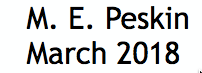 M. E. Peskin
March 2018